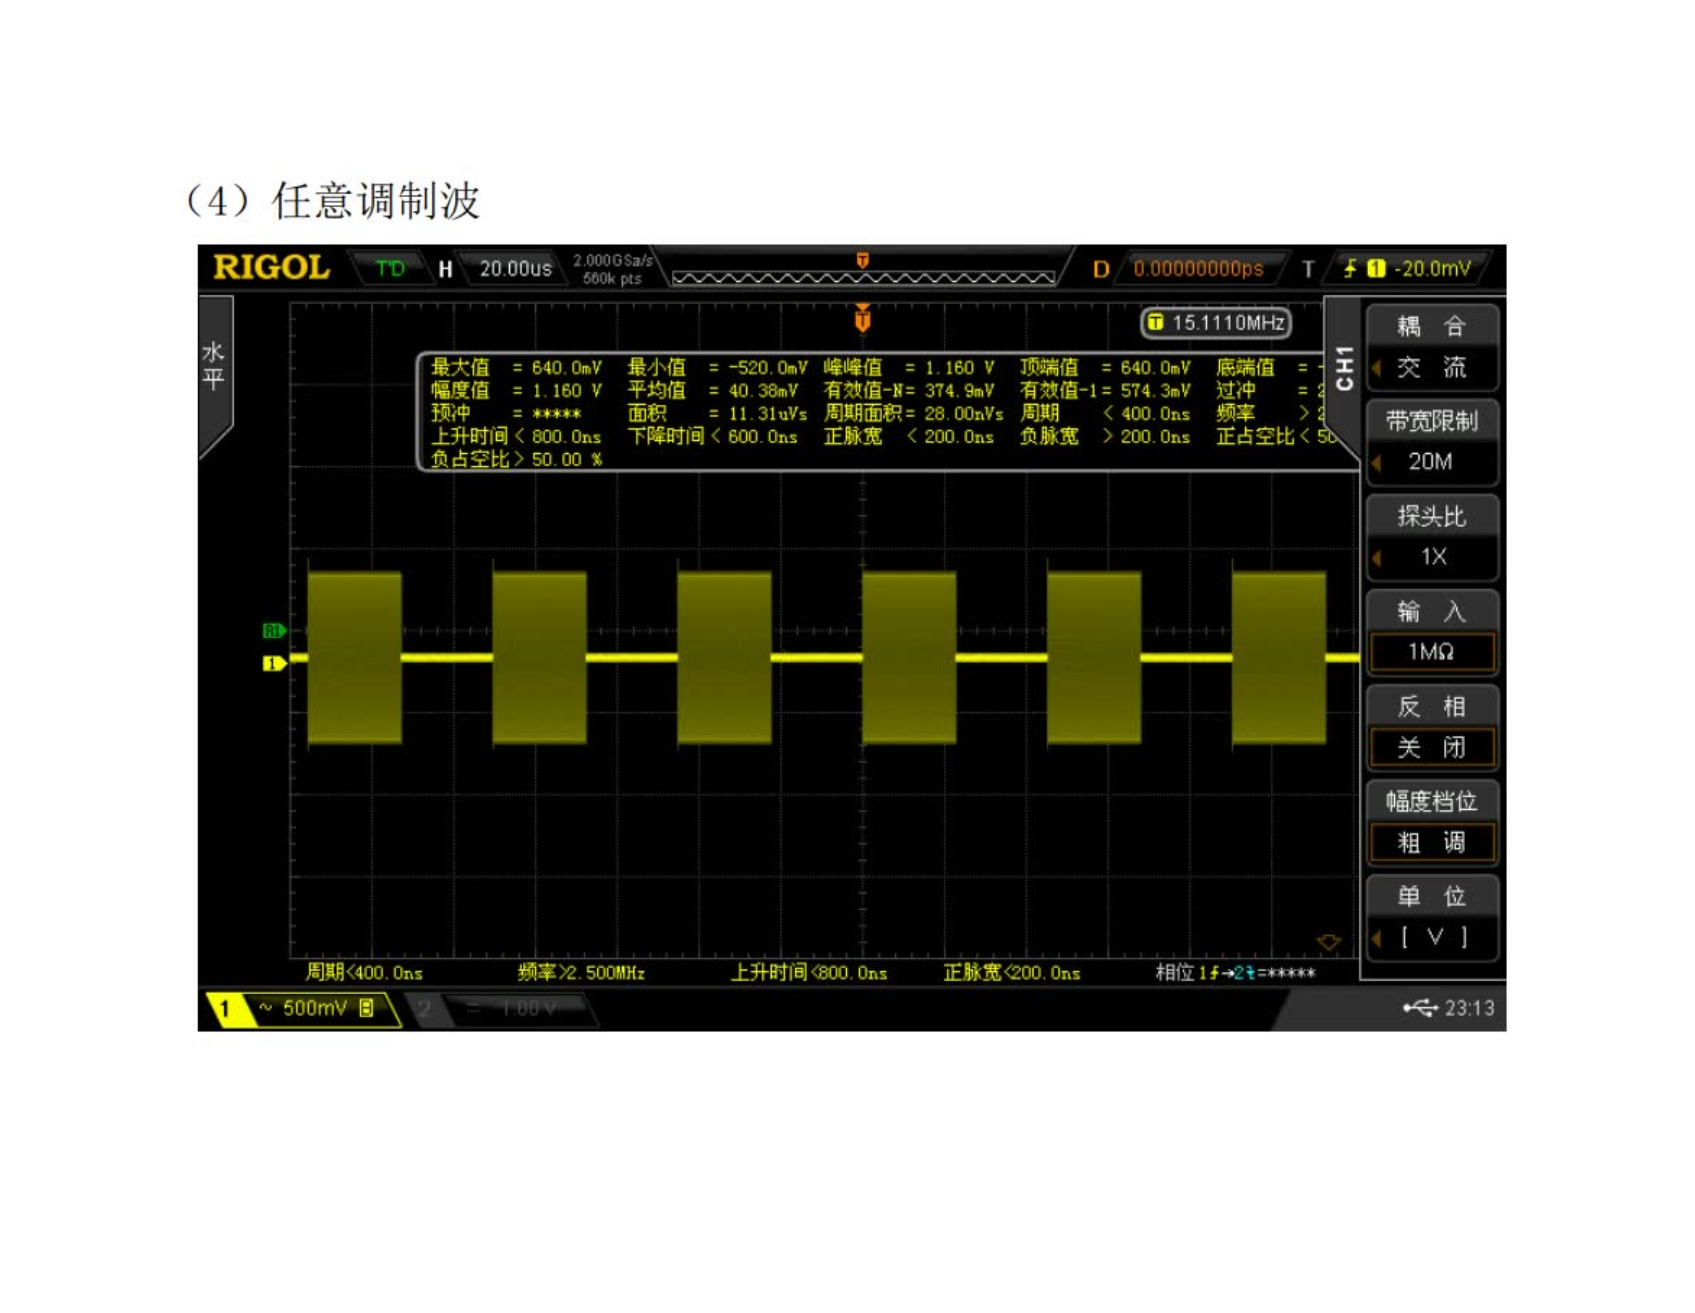 （4）任意调制波
RIGOL T'D H 20.00us 2.000GSa/s 560k pts T D 0.00000000ps T 1 -20.0mV
水平
T
T 15.1110MHz
最大值 = 640.0mV 最小值 = -520.0mV 峰峰值 = 1.160 V 顶端值 = 640.0mV 底端值 = -
幅度值 = 1.160 V 平均值 = 40.38mV 有效值-N= 374.9mV 有效值-1= 574.3mV 过冲 = 2
预冲 = ***** 面积 = 11.31uVs 周期面积= 28.00nVs 周期 < 400.0ns 频率 > 2
上升时间< 800.0ns 下降时间< 600.0ns 正脉宽 < 200.0ns 负脉宽 > 200.0ns 正占空比< 50
负占空比> 50.00 %
R1
1
CH1
耦 合
交 流
带宽限制
20M
探头比
1X
输 入
1MΩ
反 相
关 闭
幅度档位
粗 调
单 位
[ V ]
周期<400.0ns 频率>2.500MHz 上升时间<800.0ns 正脉宽<200.0ns 相位1→2=*****
1 ~ 500mV B 2 1.00 V 23:13